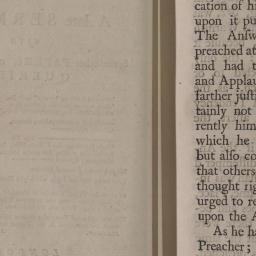 cation of hi
upon it pu
The Anſw
preached at
and had t
and Applau
farther juſti
tainly not
rently him
which he
but alſo co
that others
thought rig
urged to re
upon the A
As he ha
Preacher;